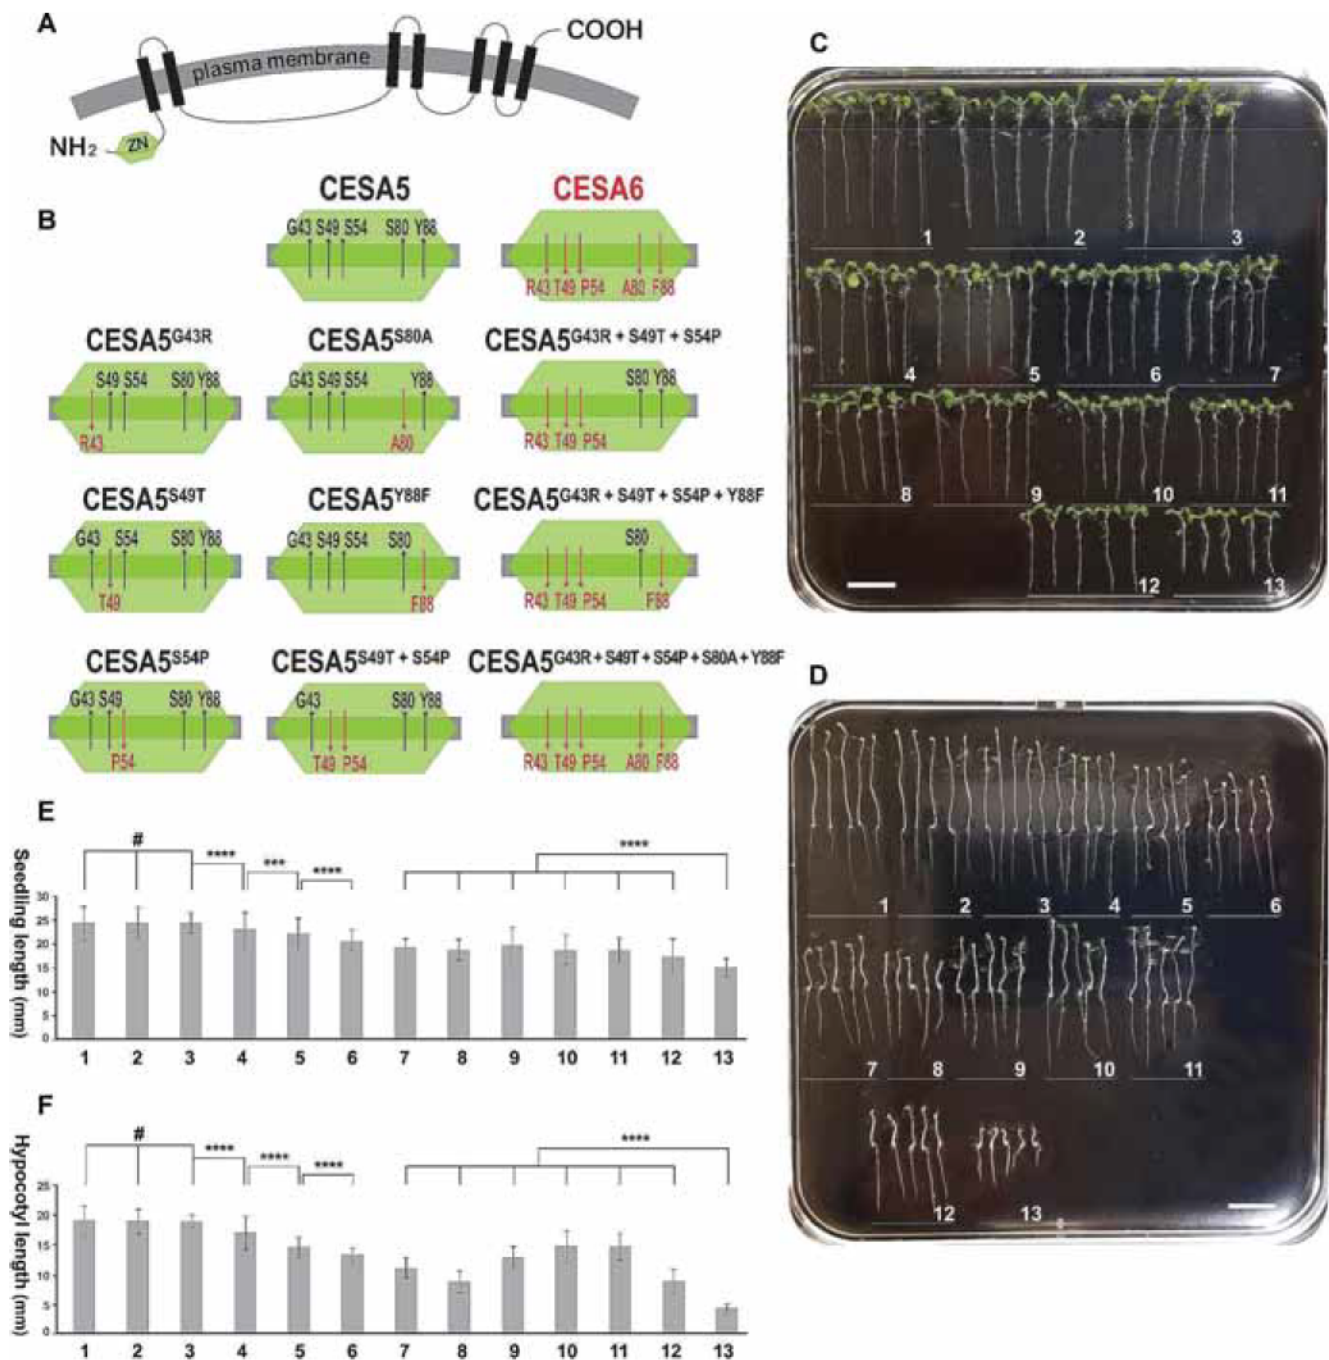 A
plasma membrane
COOH
NH2
ZN
B
CESA5
CESA6
G43 S49 S54 S80 Y88
R43 T49 P54 A80 F88
CESA5G43R
CESA5S80A
CESA5G43R + S49T + S54P
S49 S54 S80 Y88
G43 S49 S54 Y88
S80 Y88
R43
A80
R43 T49 P54
CESA5S49T
CESA5Y88F
CESA5G43R + S49T + S54P + Y88F
G43 S54 S80 Y88
G43 S49 S54 S80
S80
T49
F88
R43 T49 P54 F88
CESA5S54P
CESA5S49T + S54P
CESA5G43R + S49T + S54P + S80A + Y88F
G43 S49 S80 Y88
G43 S80 Y88
P54
T49 P54
R43 T49 P54 A80 F88
C
1 2 3
4 5 6 7
8 9 10 11
12 13
D
1 2 3 4 5 6
7 8 9 10 11
12 13
E
# **** *** **** ****
Seedling length (mm)
30
25
20
15
10
5
0
1 2 3 4 5 6 7 8 9 10 11 12 13
F
# **** **** **** ****
Hypocotyl length (mm)
25
20
15
10
5
0
1 2 3 4 5 6 7 8 9 10 11 12 13